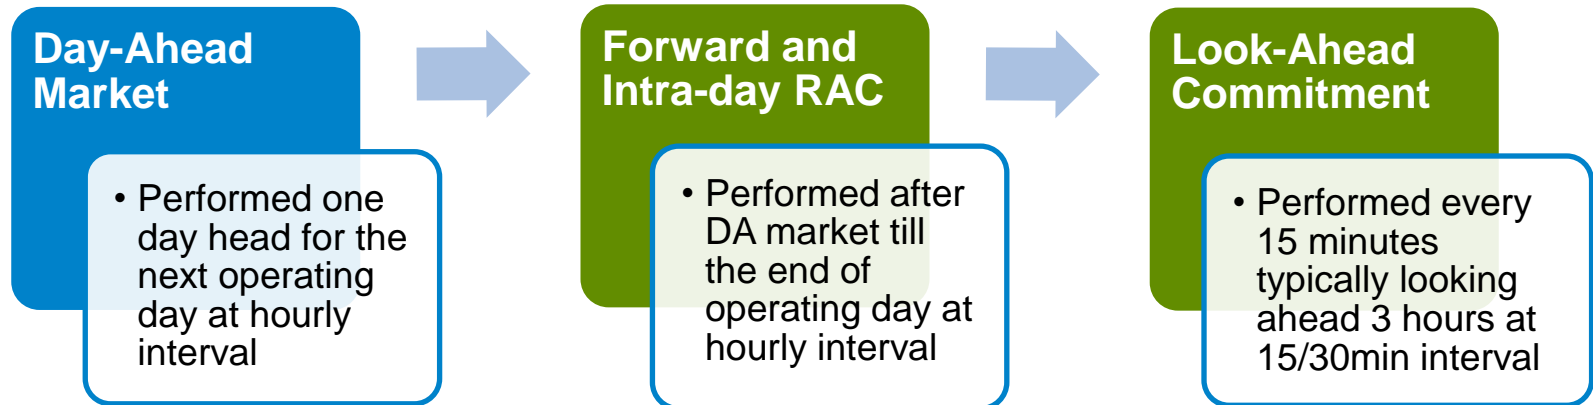 Day-Ahead
Market
• Performed one
day head for the
next operating
day at hourly
interval
Forward and
Intra-day RAC
• Performed after
DA market till
the end of
operating day at
hourly interval
Look-Ahead
Commitment
• Performed every
15 minutes
typically looking
ahead 3 hours at
15/30min interval